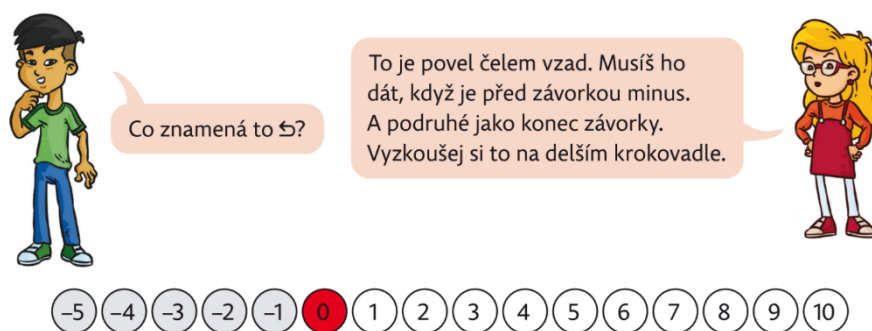 Co znamená to ⮌?
To je povel čelem vzad. Musíš ho
dát, když je před závorkou minus.
A podruhé jako konec závorky.
Vyzkoušej si to na delším krokovadle.
–5 –4 –3 –2 –1 0 1 2 3 4 5 6 7 8 9 10